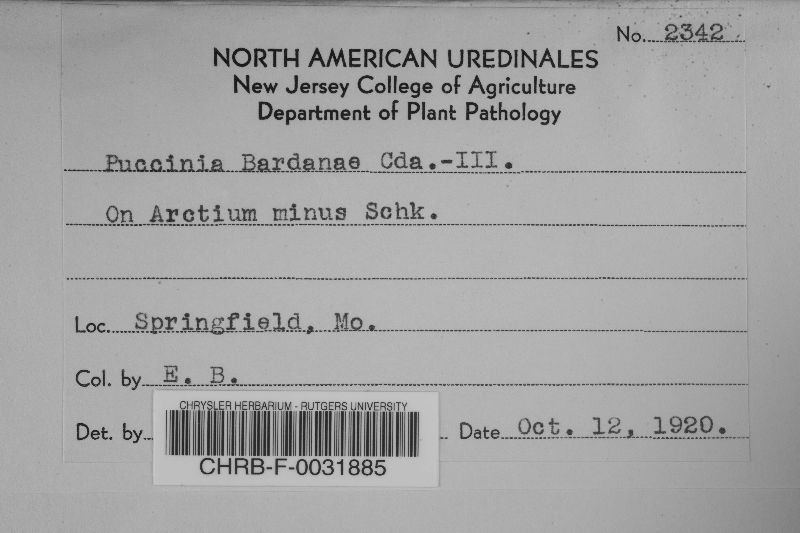 No. 2342
NORTH AMERICAN UREDINALES
New Jersey College of Agriculture
Department of Plant Pathology
Puccinia Bardanae Cda.-III.
On Arctium minus Schk.
Loc. Springfield, Mo.
Col. by E. B.
CHRYSLER HERBARIUM - RUTGERS UNIVERSITY
Det. by Date Oct. 12, 1920.
CHRB-F-0031885